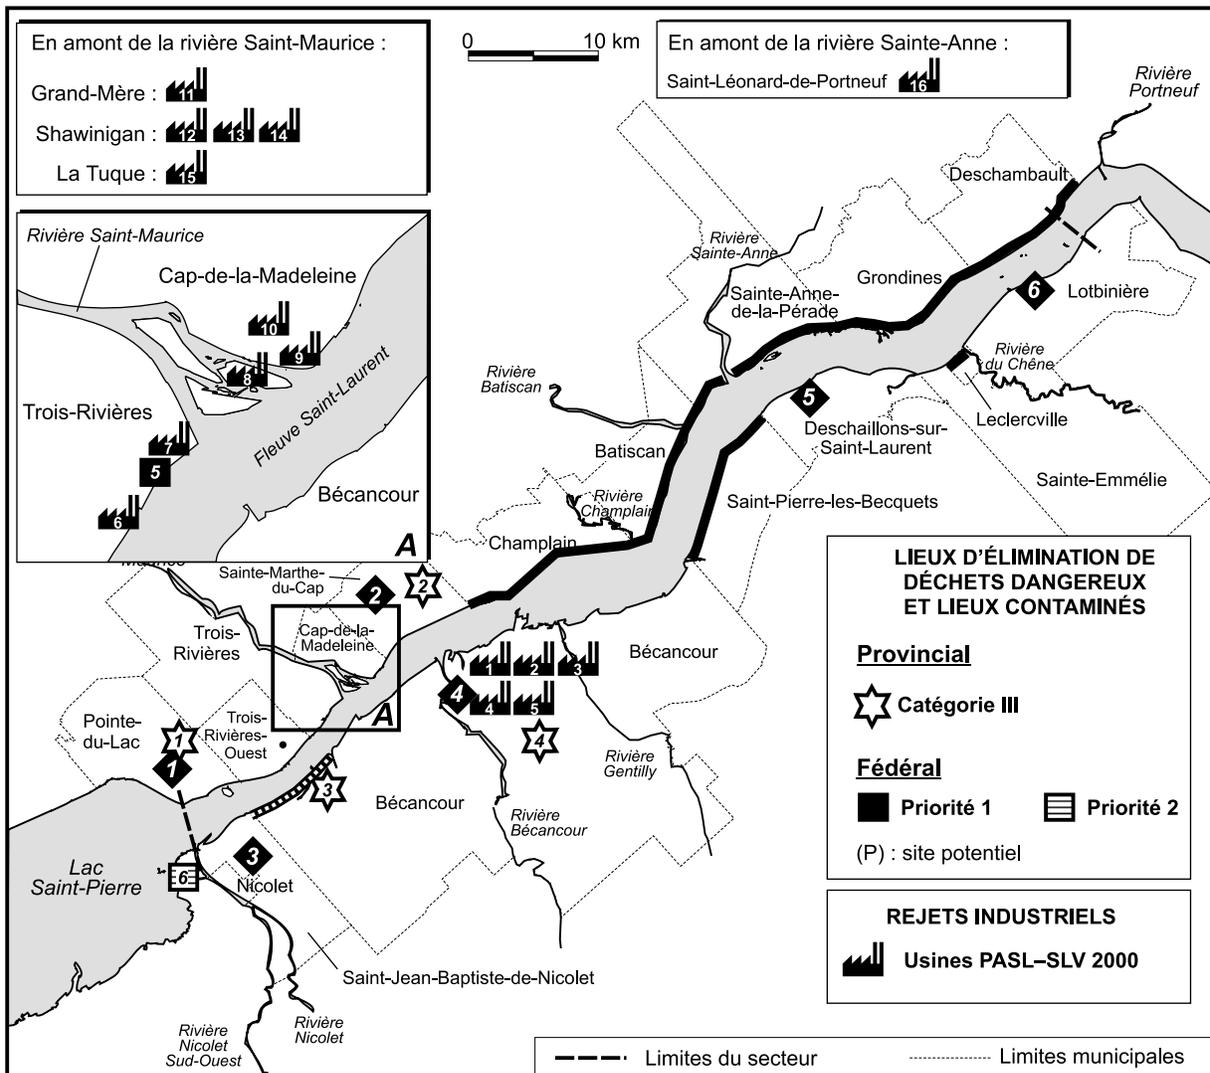 En amont de la rivière Saint-Maurice :
Grand-Mère : 11
Shawinigan : 12 13 14
La Tuque : 15
0 10 km
En amont de la rivière Sainte-Anne :
Saint-Léonard-de-Portneuf 16
Rivière
Portneuf
Deschambault
Rivière
Sainte-Anne
Grondines
Sainte-Anne-
de-la-Pérade
6
Lotbinière
Rivière
du Chêne
Leclercville
5
Deschaillons-sur-
Saint-Laurent
Sainte-Emmélie
Rivière
Batiscan
Batiscan
Saint-Pierre-les-Becquets
Rivière
Champlain
Champlain
Rivière Saint-Maurice
Cap-de-la-Madeleine
10
9
8
Trois-Rivières
7
5
6
Fleuve Saint-Laurent
Bécancour
A
Sainte-Marthe-
du-Cap
2
2
Trois-
Rivières
Cap-de-la-
Madeleine
A
1 2 3
4
4 5
4
Bécancour
Rivière
Gentilly
Pointe-
du-Lac
1
1
Trois-
Rivières-
Ouest
3
Bécancour
Rivière
Bécancour
Lac
Saint-Pierre
6
3
Nicolet
Saint-Jean-Baptiste-de-Nicolet
Rivière
Nicolet
Rivière
Nicolet
Sud-Ouest
LIEUX D'ÉLIMINATION DE
DÉCHETS DANGEREUX
ET LIEUX CONTAMINÉS
Provincial
Catégorie III
Fédéral
Priorité 1 Priorité 2
(P) : site potentiel
REJETS INDUSTRIELS
Usines PASL–SLV 2000
Limites du secteur Limites municipales